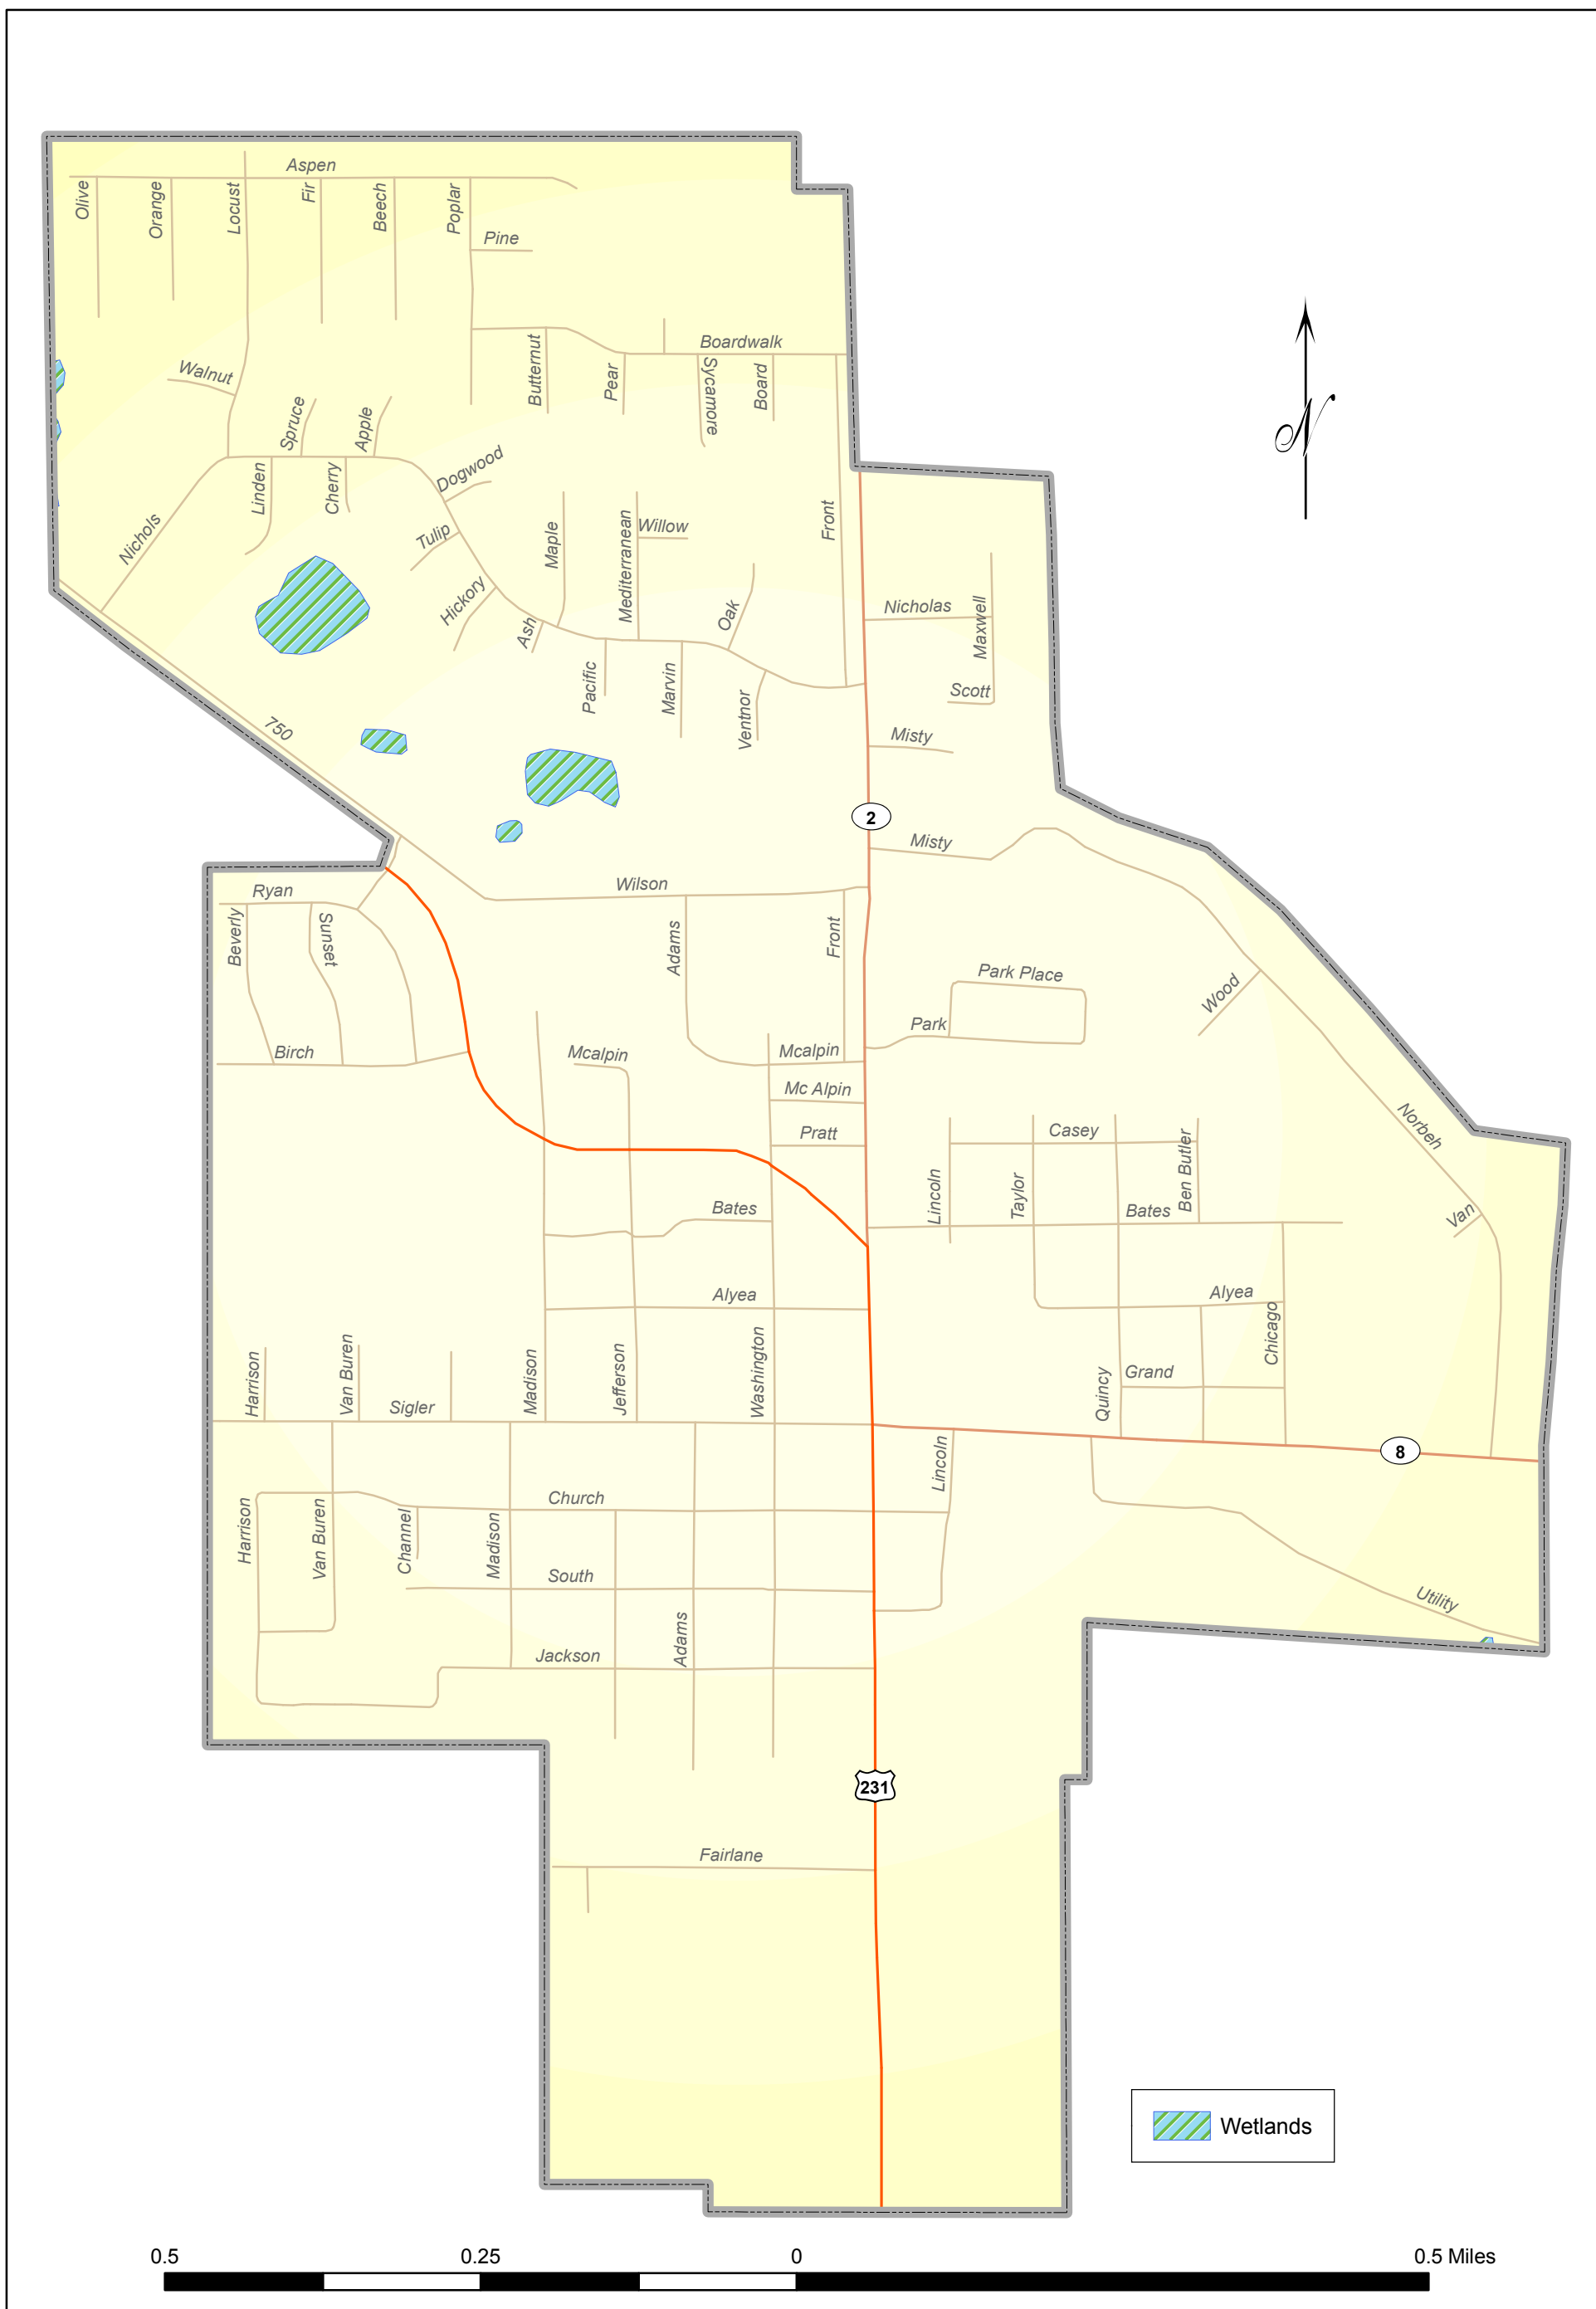 Aspen
Olive
Orange
Locust
Fir
Beech
Poplar
Pine
Boardwalk
Butternut
Pear
Sycamore
Board
Walnut
Spruce
Apple
Dogwood
Linden
Cherry
Nichols
Tulip
Maple
Mediterranean
Willow
Front
Hickory
Ash
Oak
Nicholas
Maxwell
Pacific
Marvin
Ventnor
Scott
750
Misty
2
Misty
Wilson
Ryan
Beverly
Sunset
Adams
Front
Park Place
Wood
Park
Birch
Mcalpin
Mcalpin
Mc Alpin
Pratt
Casey
Norbeh
Lincoln
Taylor
Ben Butler
Bates
Bates
Van
Alyea
Alyea
Chicago
Harrison
Van Buren
Madison
Jefferson
Washington
Quincy
Grand
Sigler
8
Lincoln
Church
Harrison
Van Buren
Channel
Madison
South
Utility
Adams
Jackson
231
Fairlane
Wetlands
N
0.5 0.25 0 0.5 Miles